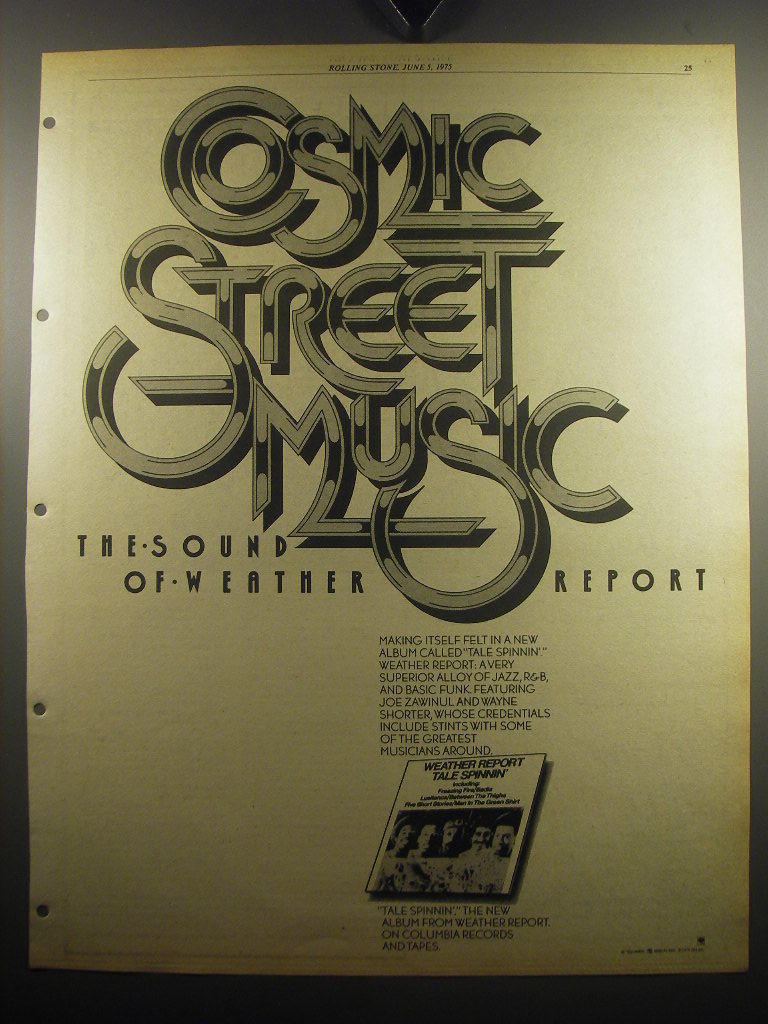 ROLLING STONE, JUNE 5, 1975
25
COSMIC
STREET
MUSIC
THE·SOUND
OF·WEATHER REPORT
MAKING ITSELF FELT IN A NEW
ALBUM CALLED "TALE SPINNIN'."
WEATHER REPORT: A VERY
SUPERIOR ALLOY OF JAZZ, R&B,
AND BASIC FUNK. FEATURING
JOE ZAWINUL AND WAYNE
SHORTER, WHOSE CREDENTIALS
INCLUDE STINTS WITH SOME
OF THE GREATEST
MUSICIANS AROUND.
WEATHER REPORT
TALE SPINNIN'
including:
Freezing Fire/Badia
Lusitanos/Between The Thighs
Five Short Stories/Man In The Green Shirt
"TALE SPINNIN'," THE NEW
ALBUM FROM WEATHER REPORT.
ON COLUMBIA RECORDS
AND TAPES.